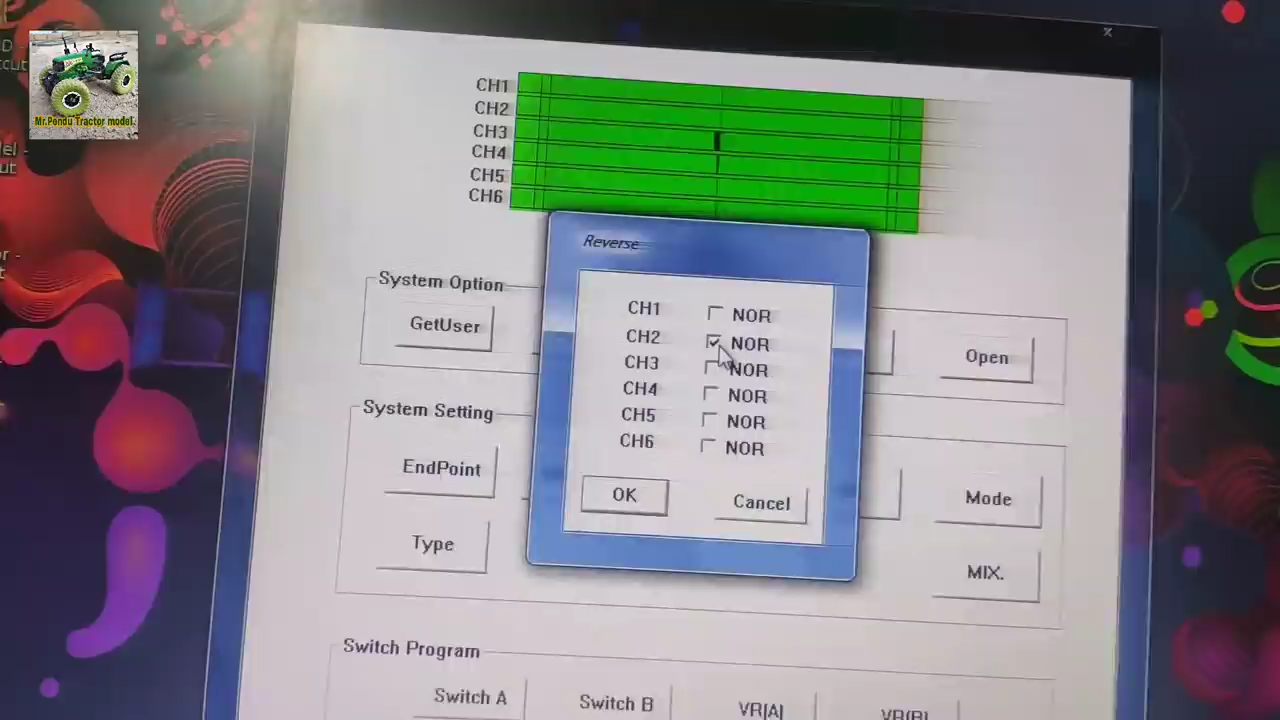 Mr.Pendu Tractor model.
CH1
CH2
CH3
CH4
CH5
CH6
Reverse
CH1 NOR
CH2 NOR
CH3 NOR
CH4 NOR
CH5 NOR
CH6 NOR
OK Cancel
System Option
GetUser Open
System Setting
EndPoint Mode
Type MIX.
Switch Program
Switch A Switch B VR(A) VR(B)